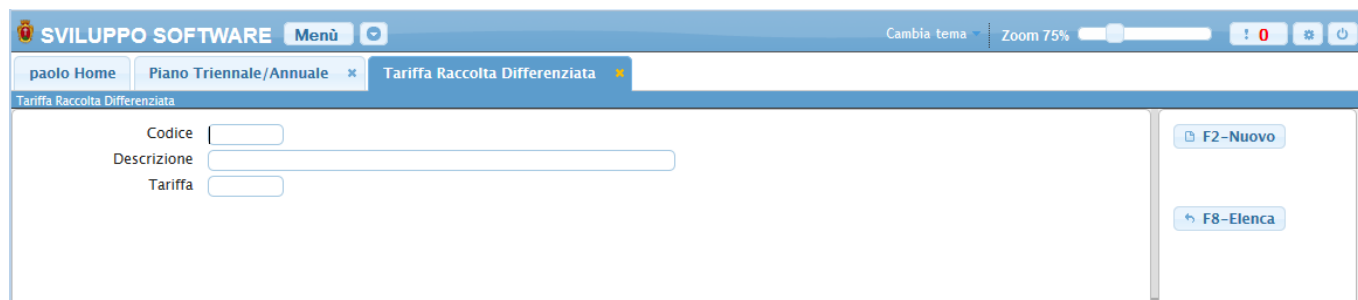 SVILUPPO SOFTWARE Menù Cambia tema Zoom 75% ! 0
paolo Home Piano Triennale/Annuale × Tariffa Raccolta Differenziata ×
Tariffa Raccolta Differenziata
Codice
F2-Nuovo
Descrizione
Tariffa
F8-Elenca